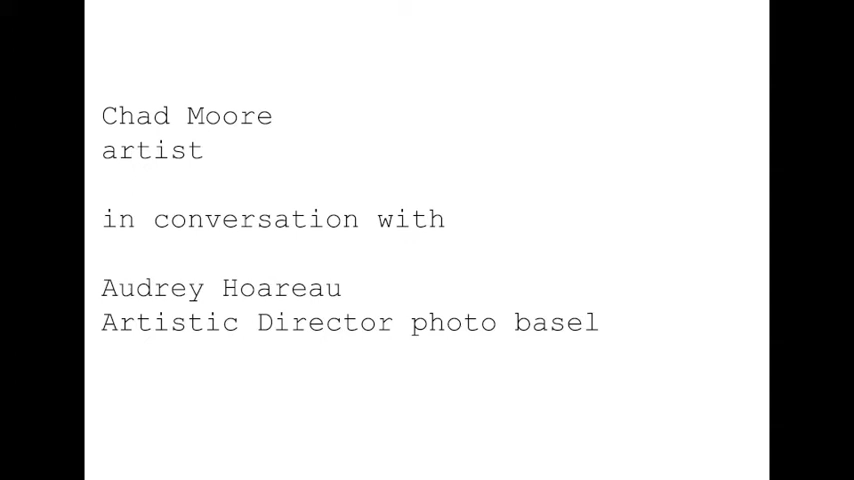 Chad Moore
artist
in conversation with
Audrey Hoareau
Artistic Director photo basel